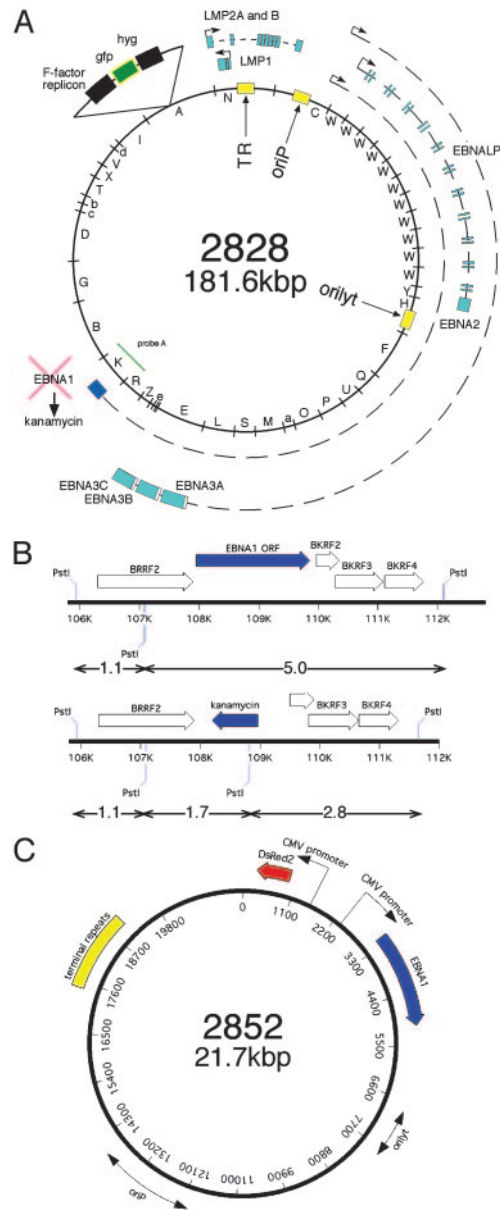 A
LMP2A and B
LMP1
hyg
gfp
F-factor
replicon
A
N
TR
oriP
C
W
W
W
W
W
W
W
W
W
W
W
Y
H
F
Q
U
P
O
a
M
S
L
E
e
Z
R
K
B
G
D
c
b
T
X
V
d
I
2828
181.6kbp
orilyt
EBNALP
EBNA2
probe A
EBNA1
kanamycin
EBNA3C
EBNA3B
EBNA3A
B
EBNA1 ORF
BKRF2
BRRF2
BKRF3 BKRF4
PstI
PstI
106K 107K 108K 109K 110K 111K 112K
PstI
1.1 5.0
kanamycin
BRRF2
BKRF3 BKRF4
PstI
PstI
106K 107K 108K 109K 110K 111K 112K
PstI
PstI
1.1 1.7 2.8
C
CMV promoter
DsRed2
CMV promoter
EBNA1
terminal repeats
0
1100
2200
3300
4400
5500
6600
7700
8800
9900
11000
12100
13200
14300
15400
16500
17600
18700
19800
2852
21.7kbp
orilyt
oriP